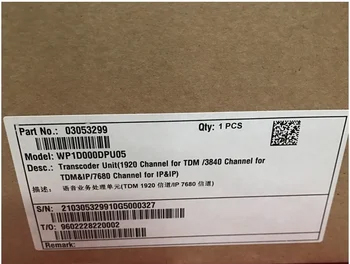 Part No.: 03053299 Qty: 1 PCS
Model: WP1D000DPU05
Desc.: Transcoder Unit(1920 Channel for TDM /3840 Channel for
TDM&IP/7680 Channel for IP&IP)
描述: 语音业务处理单元(TDM 1920 信道/IP 7680 信道)
S/N: 210305329910G5000327
T/O: 9602228220002
Remark: